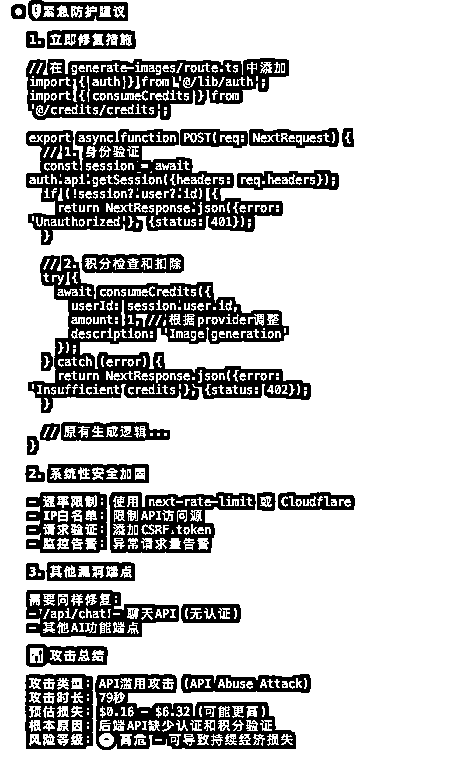 紧急防护建议
1. 立即修复措施
// 在 generate-images/route.ts 中添加
import { auth } from '@/lib/auth';
import { consumeCredits } from
'@/credits/credits';
export async function POST(req: NextRequest) {
// 1. 身份验证
const session = await
auth.api.getSession({headers: req.headers});
if (!session?.user?.id) {
return NextResponse.json({error:
'Unauthorized'}, {status: 401});
}
// 2. 积分检查和扣除
try {
await consumeCredits({
userId: session.user.id,
amount: 1, // 根据provider调整
description: 'Image generation'
});
} catch (error) {
return NextResponse.json({error:
'Insufficient credits'}, {status: 402});
}
// 原有生成逻辑...
}
2. 系统性安全加固
- 速率限制: 使用 next-rate-limit 或 Cloudflare
- IP白名单: 限制API访问源
- 请求验证: 添加CSRF token
- 监控告警: 异常请求量告警
3. 其他漏洞端点
需要同样修复:
- /api/chat - 聊天API (无认证)
- 其他AI功能端点
攻击总结
攻击类型: API滥用攻击 (API Abuse Attack)
攻击时长: 79秒
预估损失: $0.16 - $6.32 (可能更高)
根本原因: 后端API缺少认证和积分验证
风险等级: 高危 - 可导致持续经济损失